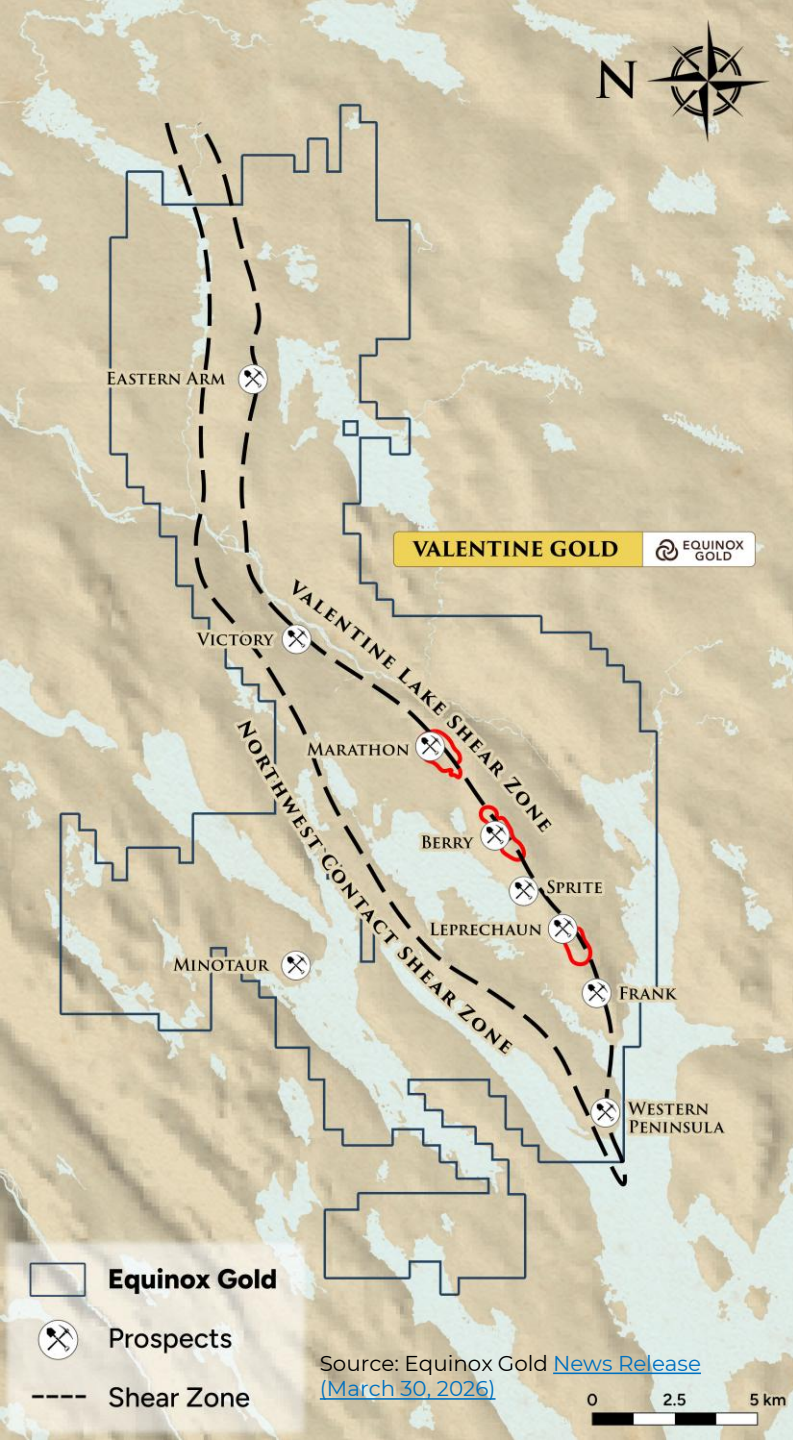 N
EASTERN ARM
VALENTINE GOLD
EQUINOX
GOLD
VALENTINE LAKE SHEAR ZONE
VICTORY
NORTHWEST CONTACT SHEAR ZONE
MARATHON
BERRY
SPRITE
LEPRECHAUN
MINOTAUR
FRANK
WESTERN
PENINSULA
Equinox Gold
Prospects
Shear Zone
Source: Equinox Gold News Release
(March 30, 2026)
0 2.5 5 km